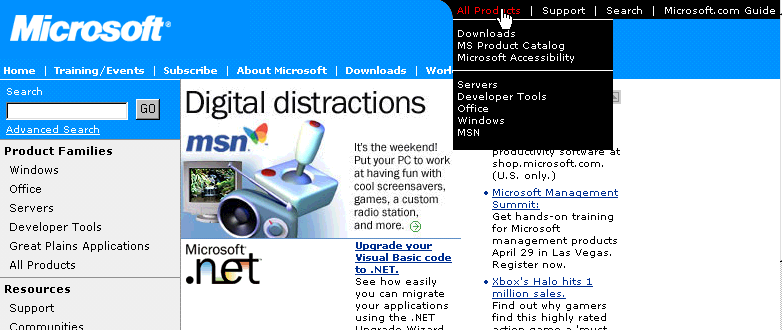 All Products | Support | Search | Microsoft.com Guide
Microsoft
Downloads
MS Product Catalog
Microsoft Accessibility
Servers
Developer Tools
Office
Windows
MSN
Home | Training/Events | Subscribe | About Microsoft | Downloads |
Search
GO
Advanced Search
Product Families
Windows
Office
Servers
Developer Tools
Great Plains Applications
All Products
Resources
Support
Communities
Digital distractions
msn
It's the weekend!
Put your PC to work
at having fun with
cool screensavers,
games, a custom
radio station,
and more.
Microsoft
.net
Upgrade your
Visual Basic code
to .NET.
See how easily
you can migrate
your applications
using the .NET
Upgrade Wizard
productivity software at
shop.microsoft.com.
(U.S. only.)
Microsoft Management
Summit:
Get hands-on training
for Microsoft
management products
April 29 in Las Vegas.
Register now.
Xbox's Halo hits 1
million sales.
Find out why gamers
find this highly rated
action game a 'must